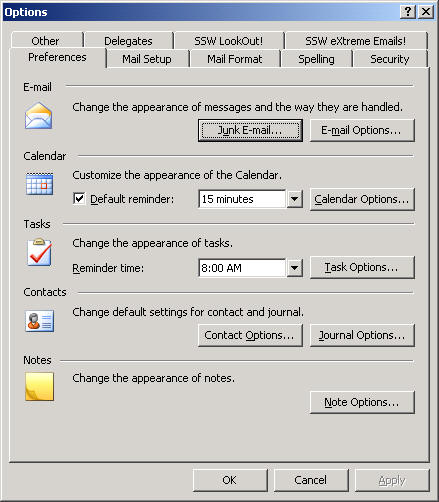 Options
Other Delegates SSW LookOut! SSW eXtreme Emails!
Preferences Mail Setup Mail Format Spelling Security
E-mail
Change the appearance of messages and the way they are handled.
Junk E-mail... E-mail Options...
Calendar
Customize the appearance of the Calendar.
Default reminder: 15 minutes Calendar Options...
Tasks
Change the appearance of tasks.
Reminder time: 8:00 AM Task Options...
Contacts
Change default settings for contact and journal.
Contact Options... Journal Options...
Notes
Change the appearance of notes.
Note Options...
OK Cancel Apply